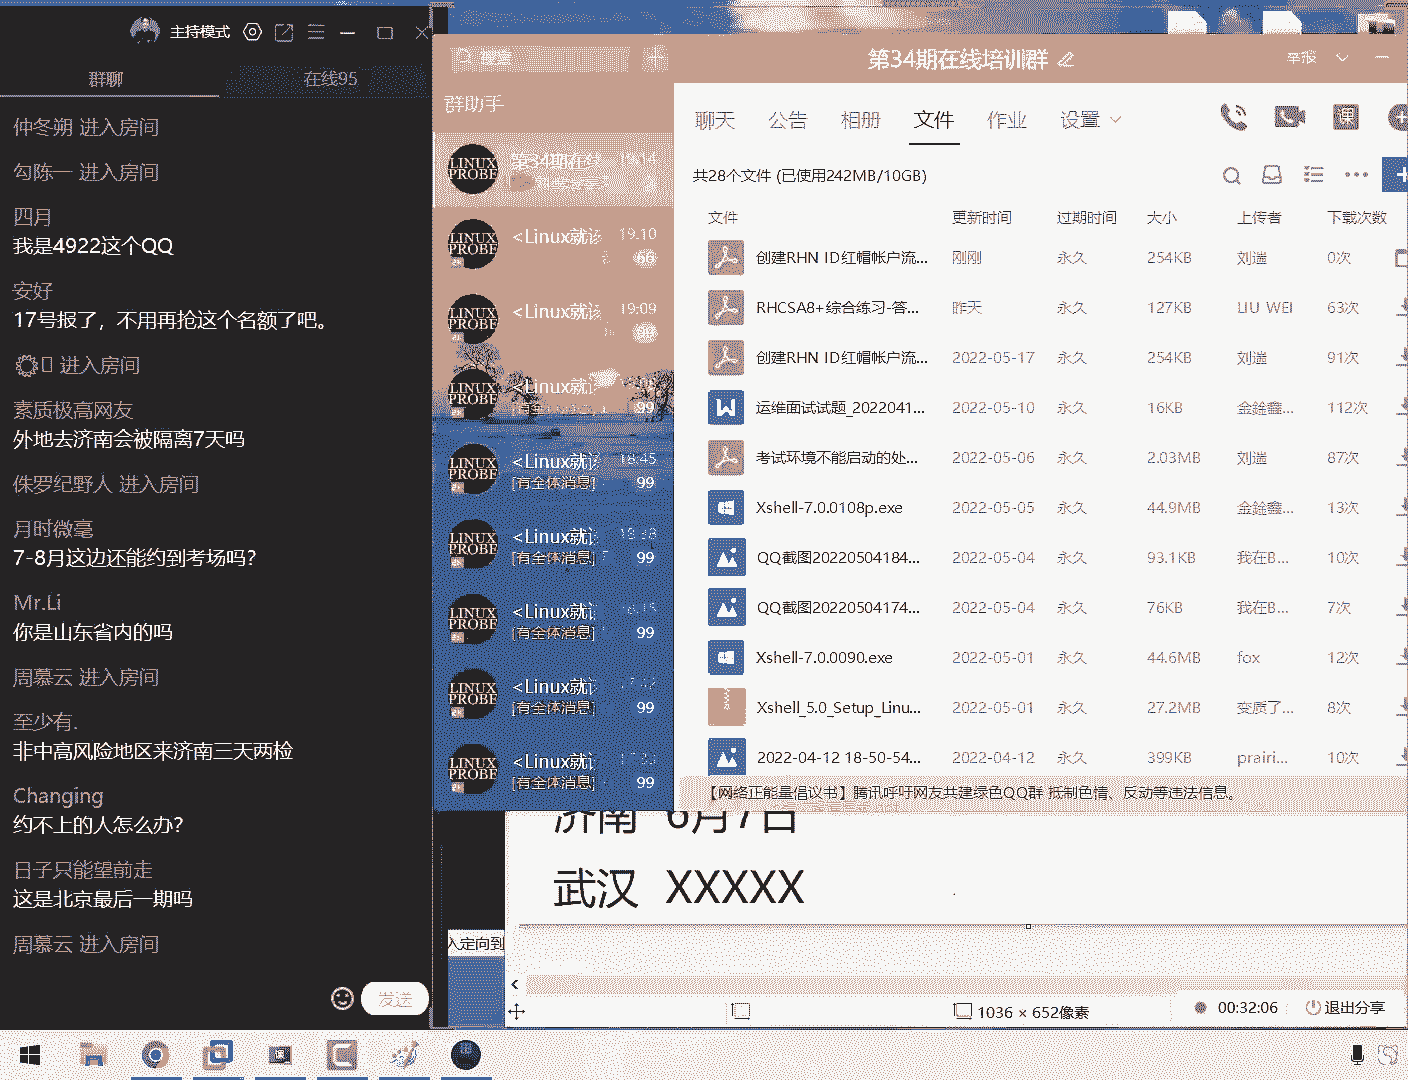 主持模式
群聊
在线95
仲冬朔 进入房间
勾陈一 进入房间
四月
我是4922这个QQ
安好
17号报了，不用再抢这个名额了吧。
进入房间
素质极高网友
外地去济南会被隔离7天吗
侏罗纪野人 进入房间
月时微毫
7-8月这边还能约到考场吗？
Mr.Li
你是山东省内的吗
周慕云 进入房间
至少有.
非中高风险地区来济南三天两检
Changing
约不上的人怎么办？
日子只能望前走
这是北京最后一期吗
周慕云 进入房间
发送
搜索
群助手
LINUX PROBE
第34期在线 19:14
LINUX PROBE
<Linux就该 19:10
66
LINUX PROBE
<Linux就该 19:09
99
LINUX PROBE
<Linux就该
99
LINUX PROBE
<Linux就该 18:45
[有全体消息] 99
LINUX PROBE
<Linux就该 18:38
[有全体消息] 99
LINUX PROBE
<Linux就该
[有全体消息] 99
LINUX PROBE
<Linux就该
[有全体消息] 99
LINUX PROBE
<Linux就该
[有全体消息] 99
第34期在线培训群
举报
聊天 公告 相册 文件 作业 设置
课
共28个文件 (已使用242MB/10GB)
文件 更新时间 过期时间 大小 上传者 下载次数
创建RHN ID红帽帐户流... 刚刚 永久 254KB 刘遄 0次
RHCSA8+综合练习-答... 昨天 永久 127KB LIU WEI 63次
创建RHN ID红帽帐户流... 2022-05-17 永久 254KB 刘遄 91次
运维面试试题_2022041... 2022-05-10 永久 16KB 金鍂鑫... 112次
考试环境不能启动的处... 2022-05-06 永久 2.03MB 刘遄 87次
Xshell-7.0.0108p.exe 2022-05-05 永久 44.9MB 金鍂鑫... 13次
QQ截图20220504184... 2022-05-04 永久 93.1KB 我在B... 10次
QQ截图20220504174... 2022-05-04 永久 76KB 我在B... 7次
Xshell-7.0.0090.exe 2022-05-01 永久 44.6MB fox 12次
Xshell_5.0_Setup_Linu... 2022-05-01 永久 27.2MB 变质了... 8次
2022-04-12 18-50-54... 2022-04-12 永久 399KB prairi... 10次
【网络正能量倡议书】腾讯呼吁网友共建绿色QQ群 抵制色情、反动等违法信息。
济南 6月7日
武汉 XXXXX
入定向到
1036 × 652像素
00:32:06
退出分享